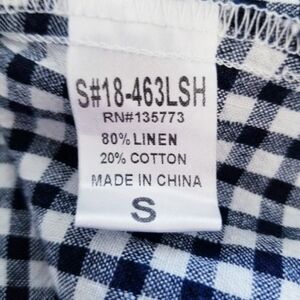 S#18-463LSH
RN#135773
80% LINEN
20% COTTON
MADE IN CHINA
S